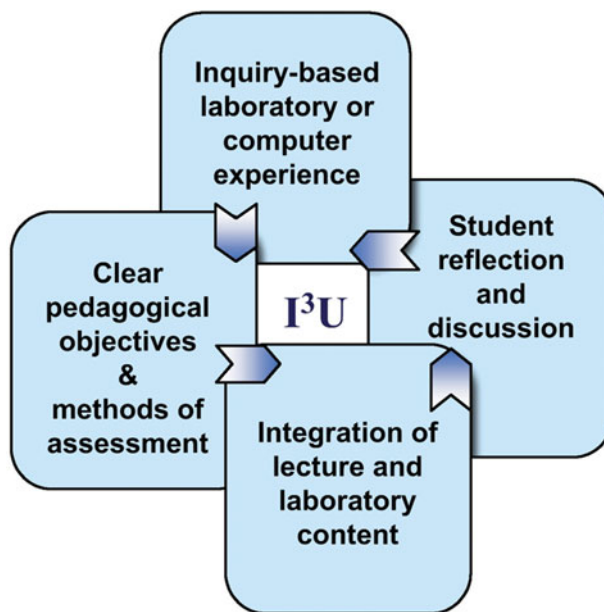 Inquiry-based
laboratory or
computer
experience
Student
reflection
and
discussion
Clear
pedagogical
objectives
&
methods of
assessment
I³U
Integration of
lecture and
laboratory
content